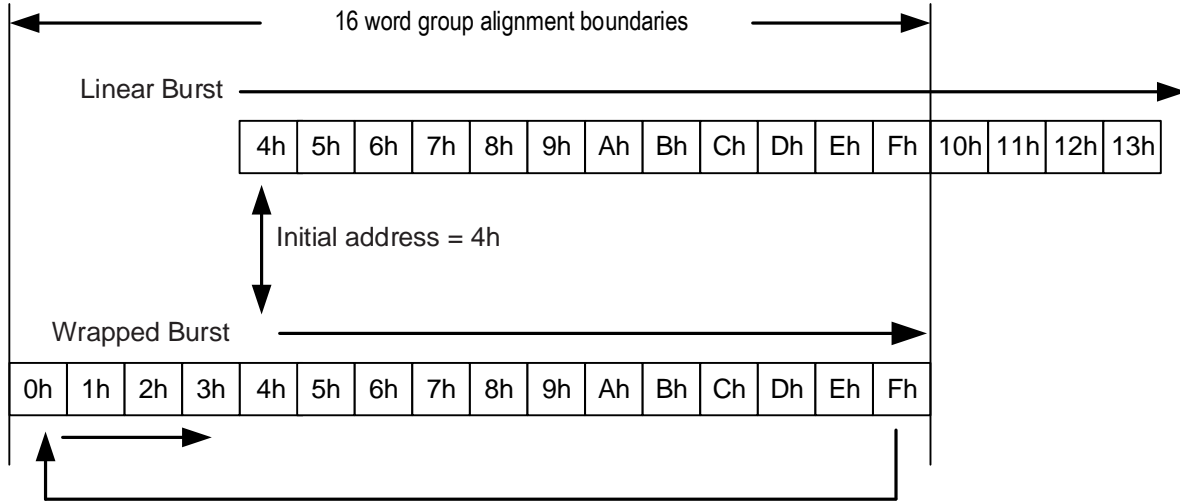 16 word group alignment boundaries
Linear Burst
4h 5h 6h 7h 8h 9h Ah Bh Ch Dh Eh Fh 10h 11h 12h 13h
Initial address = 4h
Wrapped Burst
0h 1h 2h 3h 4h 5h 6h 7h 8h 9h Ah Bh Ch Dh Eh Fh